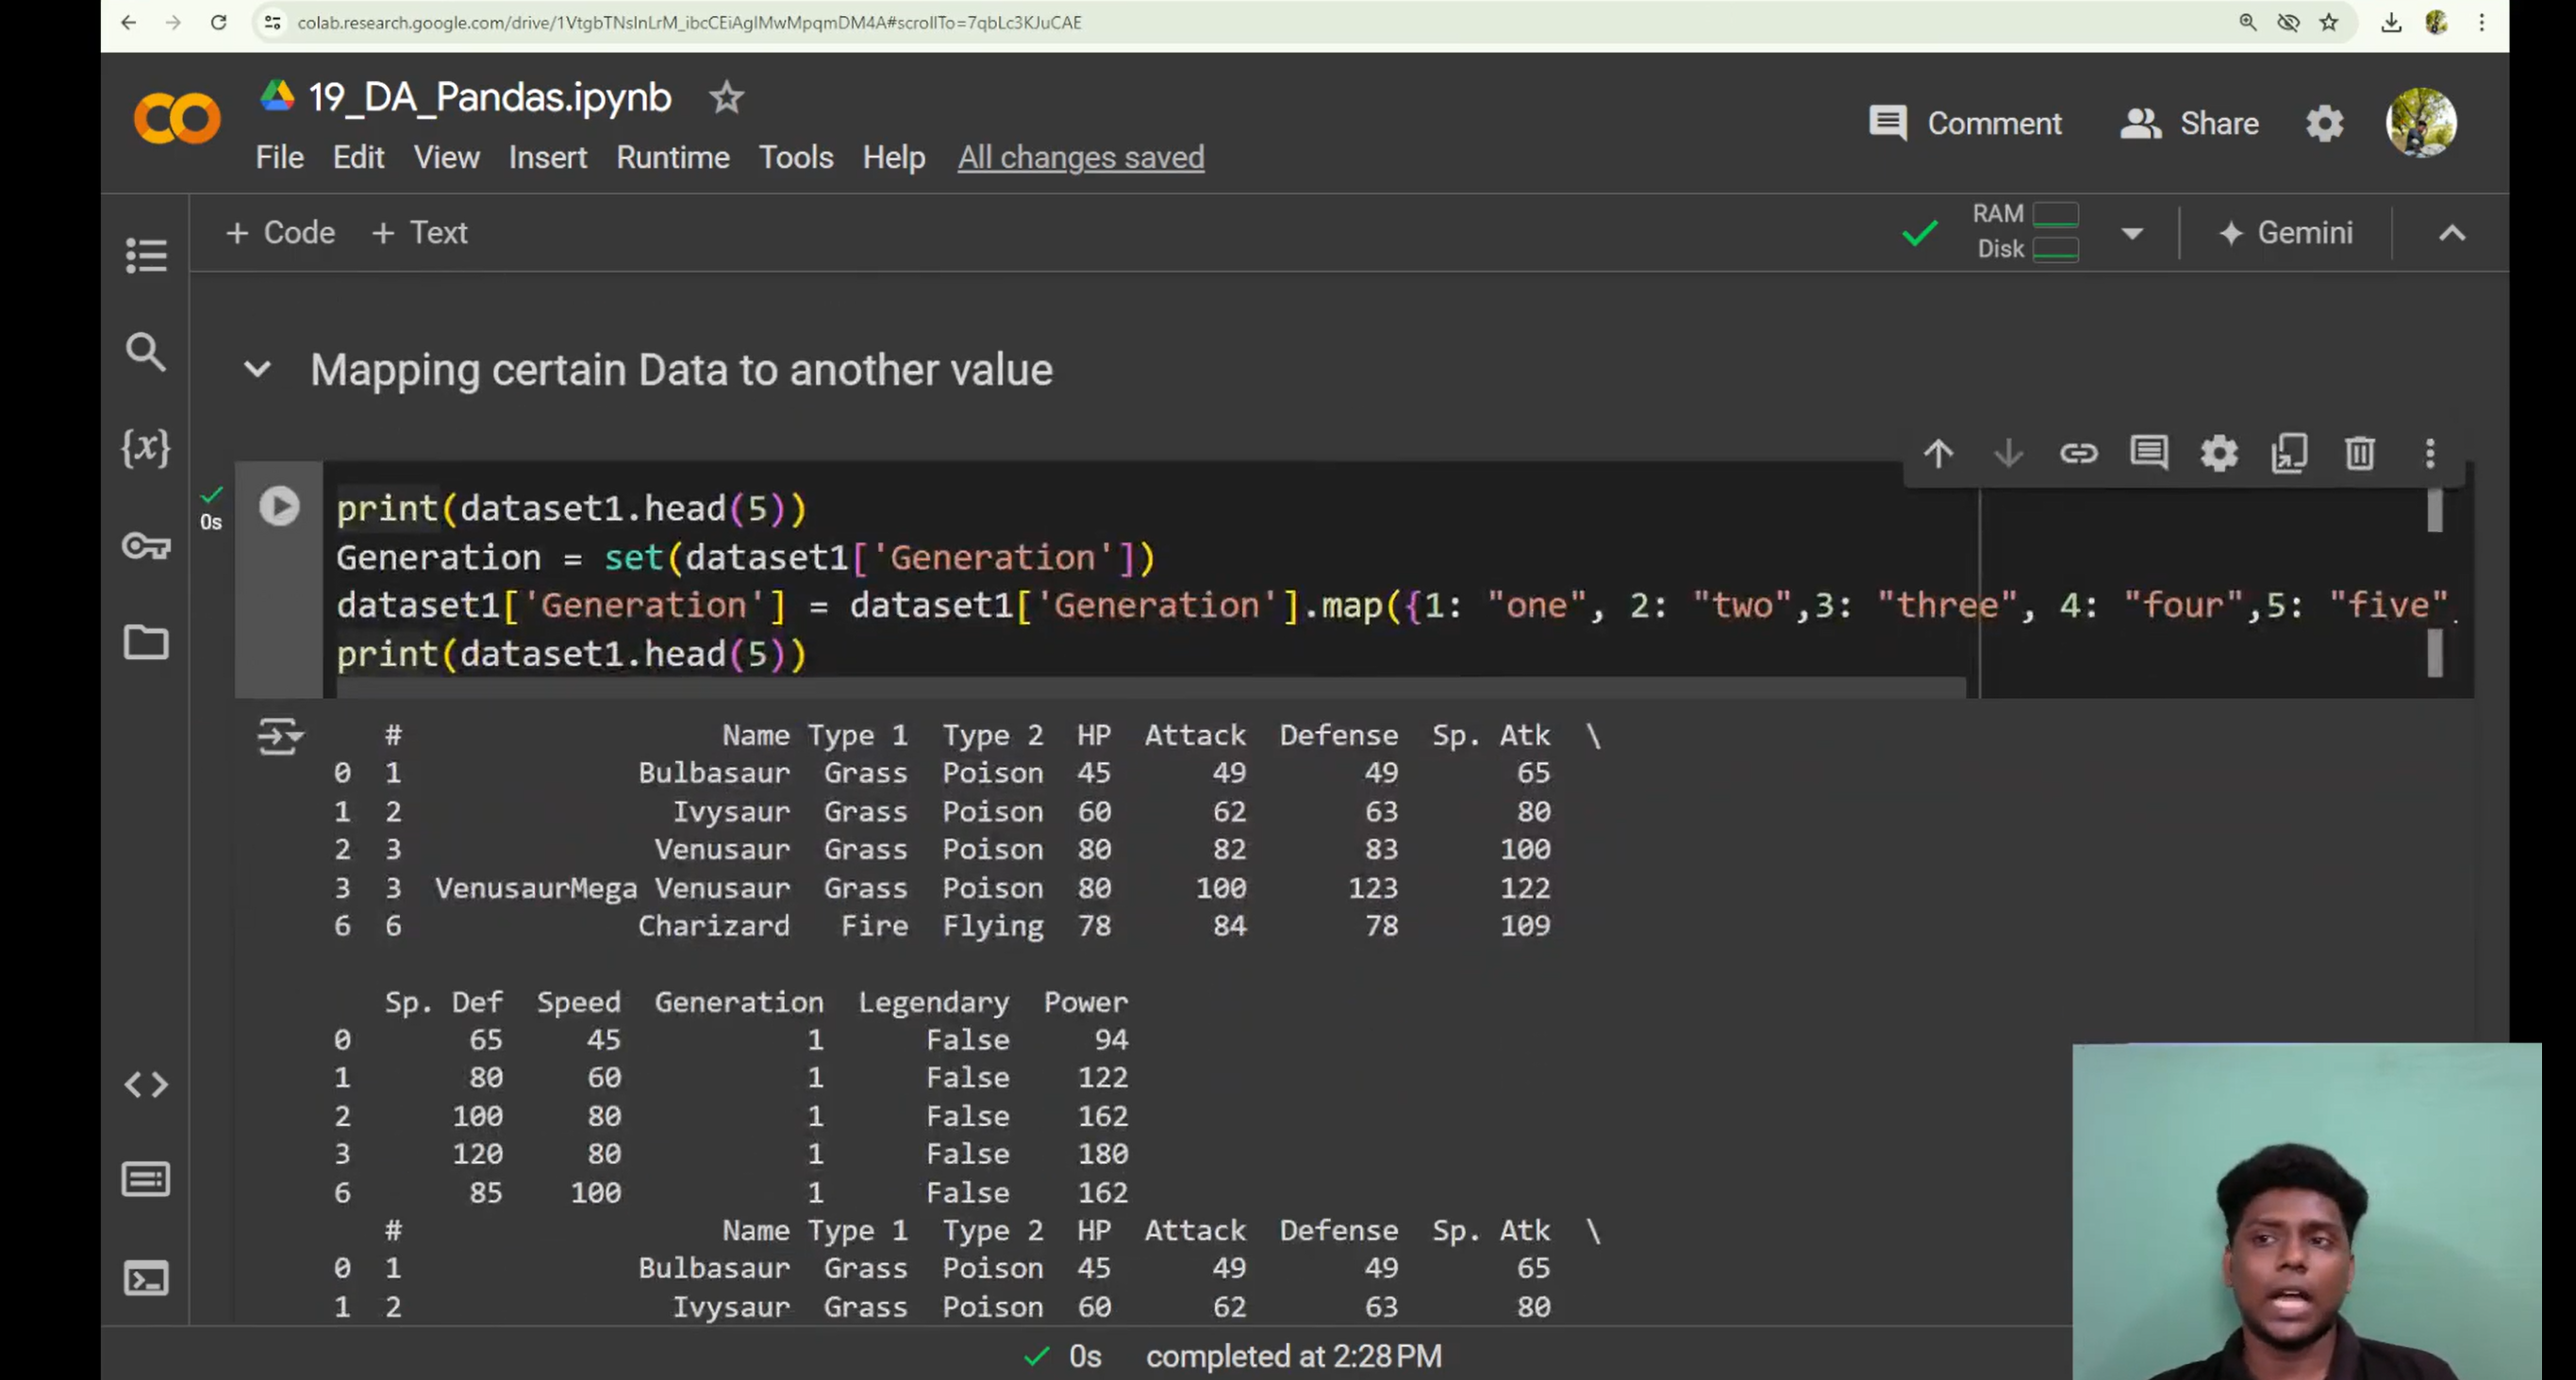 colab.research.google.com/drive/1VtgbTNsInLrM_ibcCEiAgIMwMpqmDM4A#scrollTo=7qbLc3KJuCAE
19_DA_Pandas.ipynb
Comment Share
File Edit View Insert Runtime Tools Help All changes saved
+ Code + Text
RAM
Disk
Gemini
Mapping certain Data to another value
{x}
0s
print(dataset1.head(5))
Generation = set(dataset1['Generation'])
dataset1['Generation'] = dataset1['Generation'].map({1: "one", 2: "two",3: "three", 4: "four",5: "five"
print(dataset1.head(5))
# Name Type 1 Type 2 HP Attack Defense Sp. Atk \
0 1 Bulbasaur Grass Poison 45 49 49 65
1 2 Ivysaur Grass Poison 60 62 63 80
2 3 Venusaur Grass Poison 80 82 83 100
3 3 VenusaurMega Venusaur Grass Poison 80 100 123 122
6 6 Charizard Fire Flying 78 84 78 109
Sp. Def Speed Generation Legendary Power
0 65 45 1 False 94
1 80 60 1 False 122
2 100 80 1 False 162
3 120 80 1 False 180
6 85 100 1 False 162
# Name Type 1 Type 2 HP Attack Defense Sp. Atk \
0 1 Bulbasaur Grass Poison 45 49 49 65
1 2 Ivysaur Grass Poison 60 62 63 80
0s completed at 2:28 PM